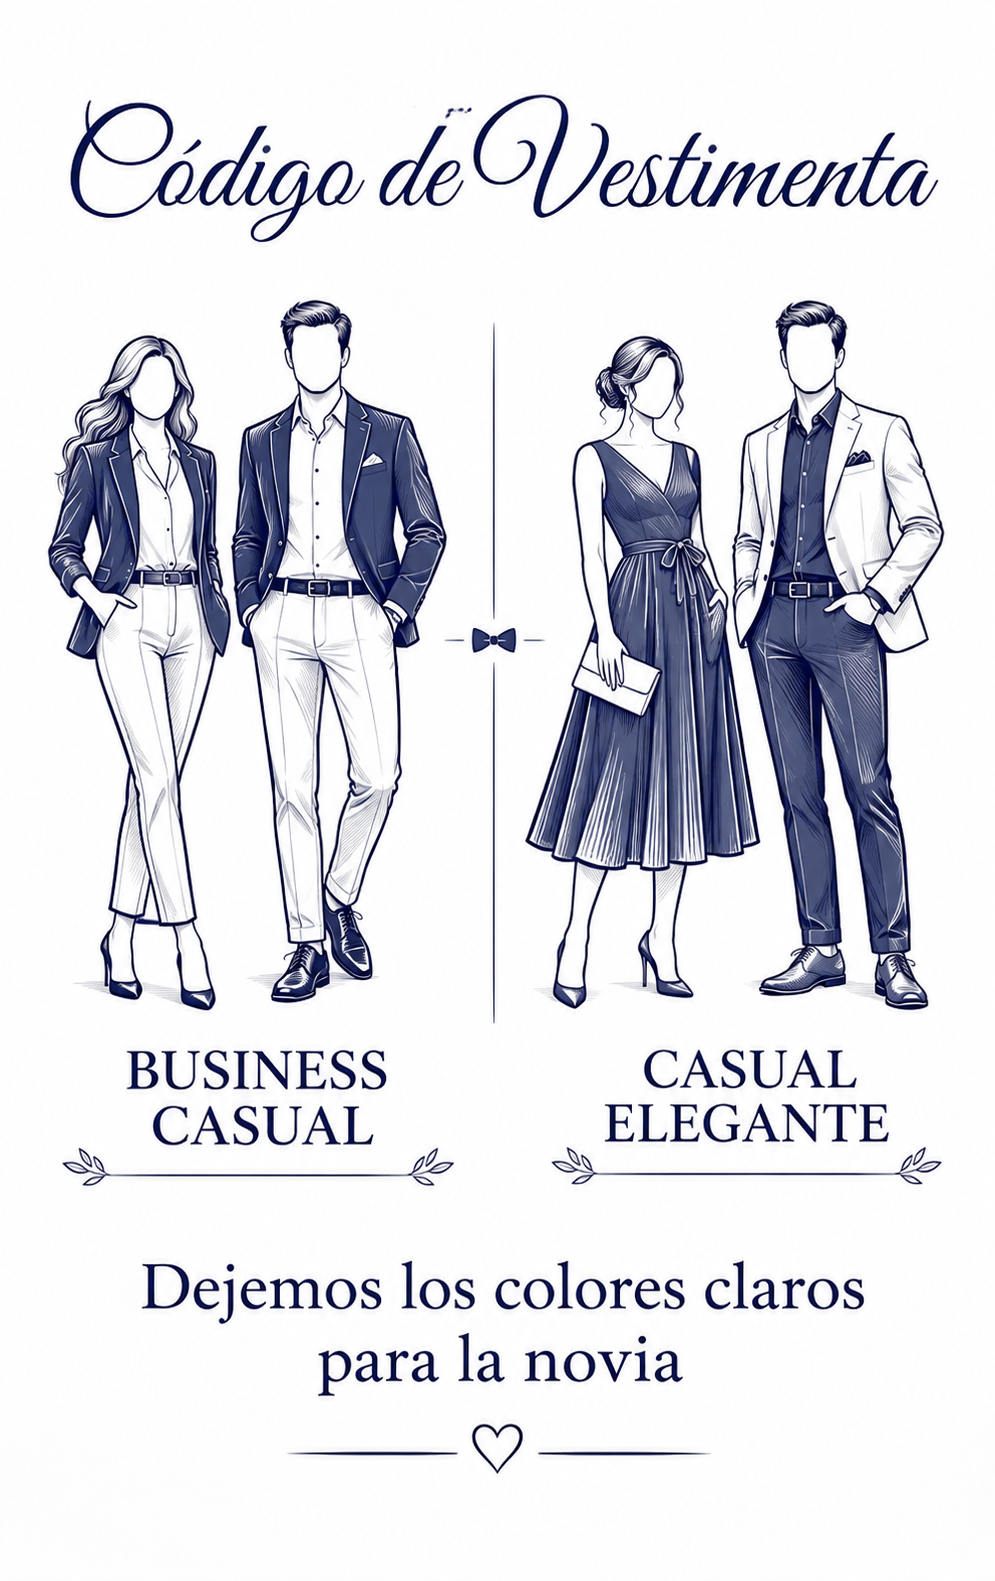 Código de Vestimenta
BUSINESS
CASUAL
CASUAL
ELEGANTE
Dejemos los colores claros
para la novia